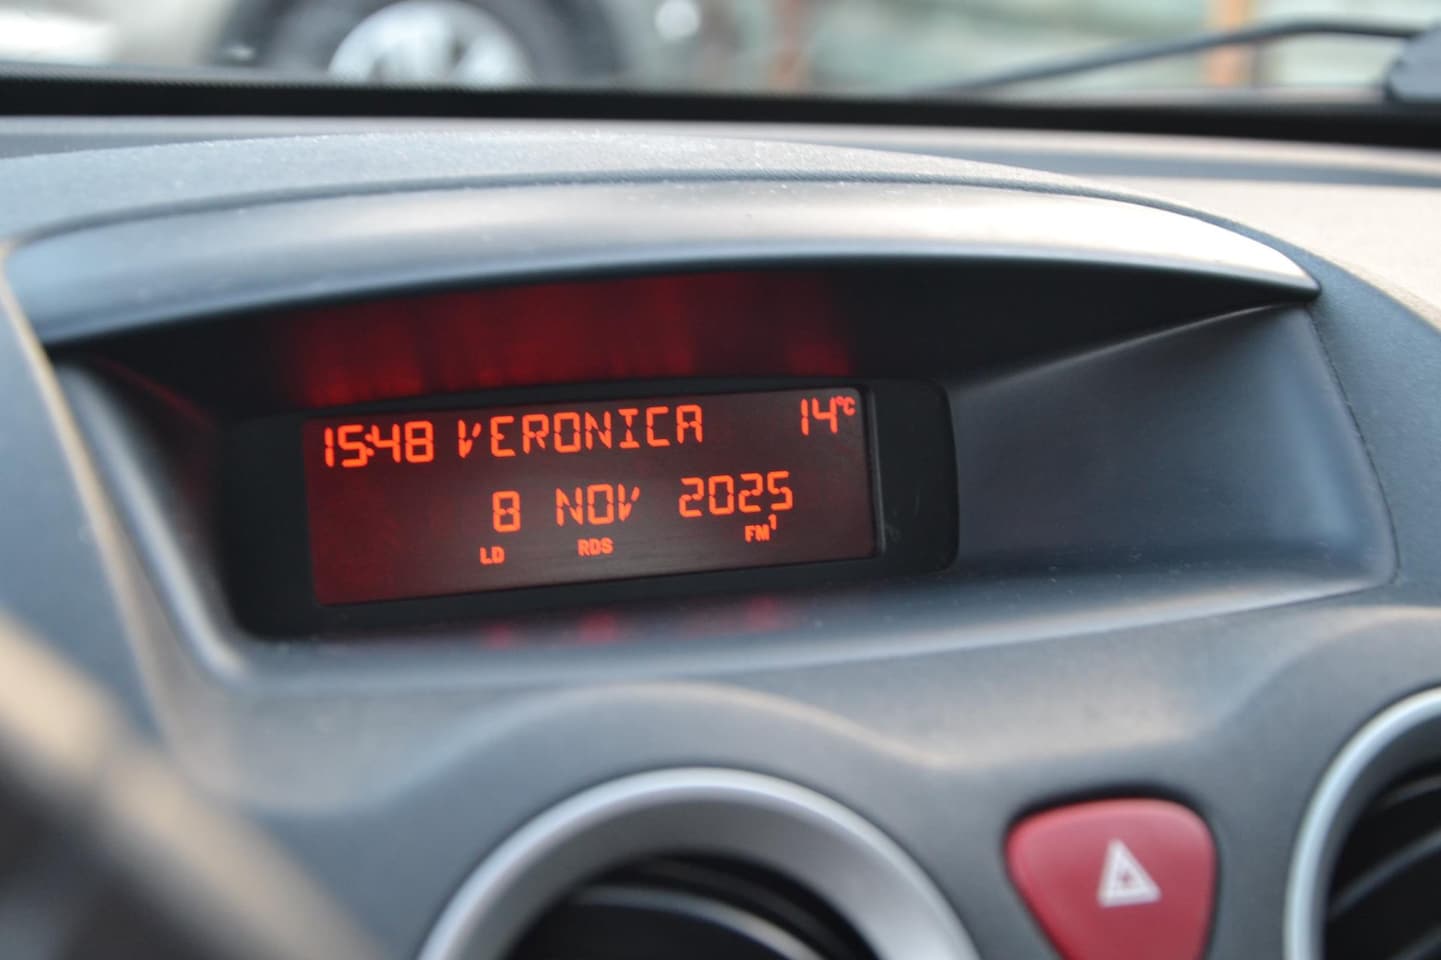 15:48 VERONICA 14°C
8 NOV 2025
LD RDS FM1